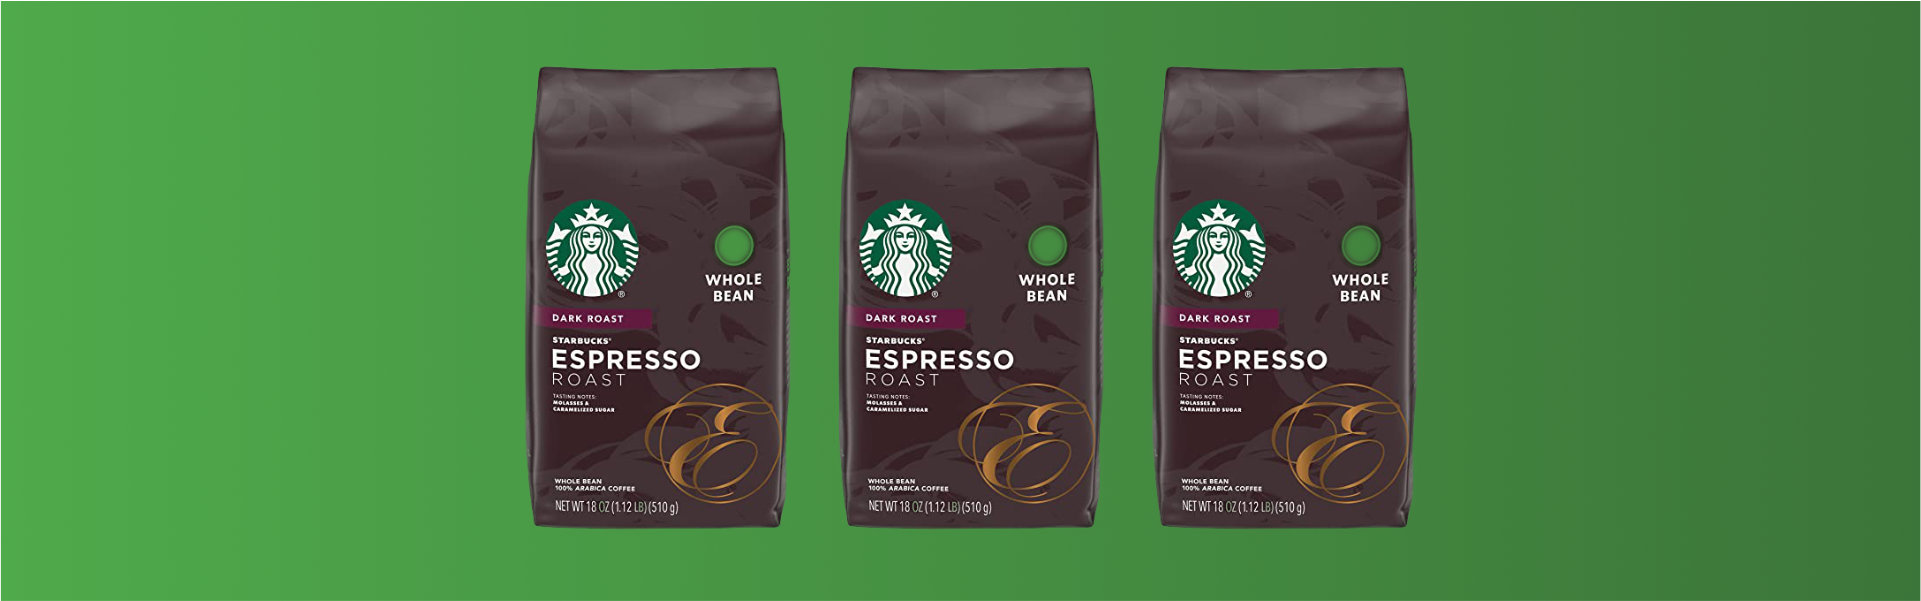 WHOLE
BEAN
DARK ROAST
STARBUCKS®
ESPRESSO
ROAST
TASTING NOTES:
MOLASSES &
CARAMELIZED SUGAR
WHOLE BEAN
100% ARABICA COFFEE
NET WT 18 OZ (1.12 LB) (510 g)
WHOLE
BEAN
DARK ROAST
STARBUCKS®
ESPRESSO
ROAST
TASTING NOTES:
MOLASSES &
CARAMELIZED SUGAR
WHOLE BEAN
100% ARABICA COFFEE
NET WT 18 OZ (1.12 LB) (510 g)
WHOLE
BEAN
DARK ROAST
STARBUCKS®
ESPRESSO
ROAST
TASTING NOTES:
MOLASSES &
CARAMELIZED SUGAR
WHOLE BEAN
100% ARABICA COFFEE
NET WT 18 OZ (1.12 LB) (510 g)